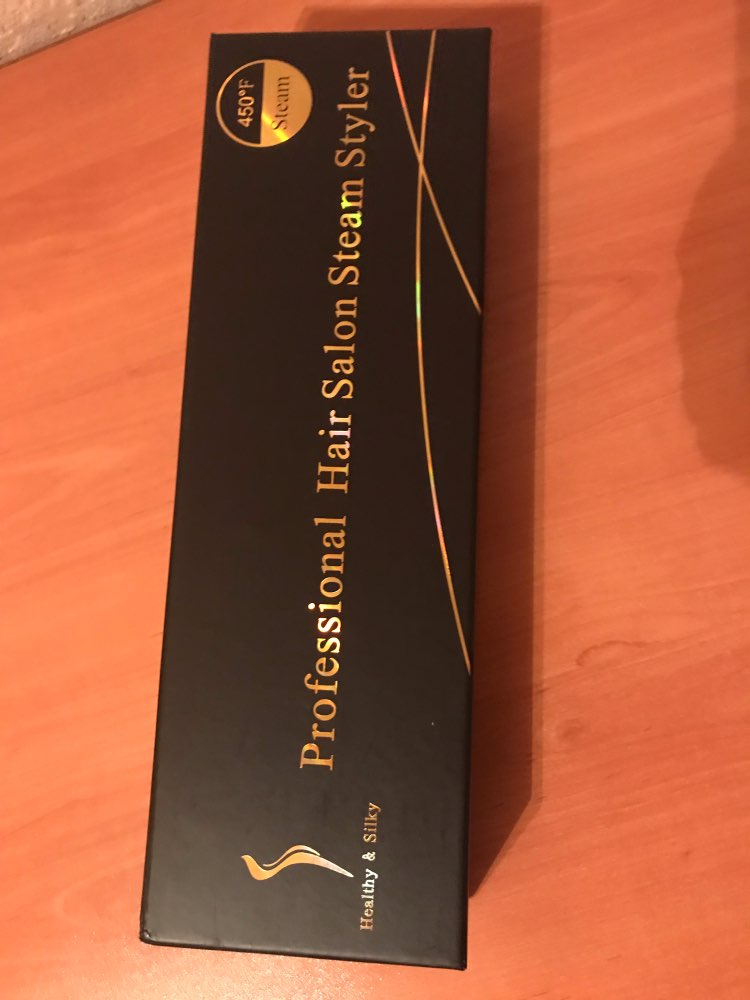 450°F
Steam
Professional Hair Salon Steam Styler
Healthy & Silky